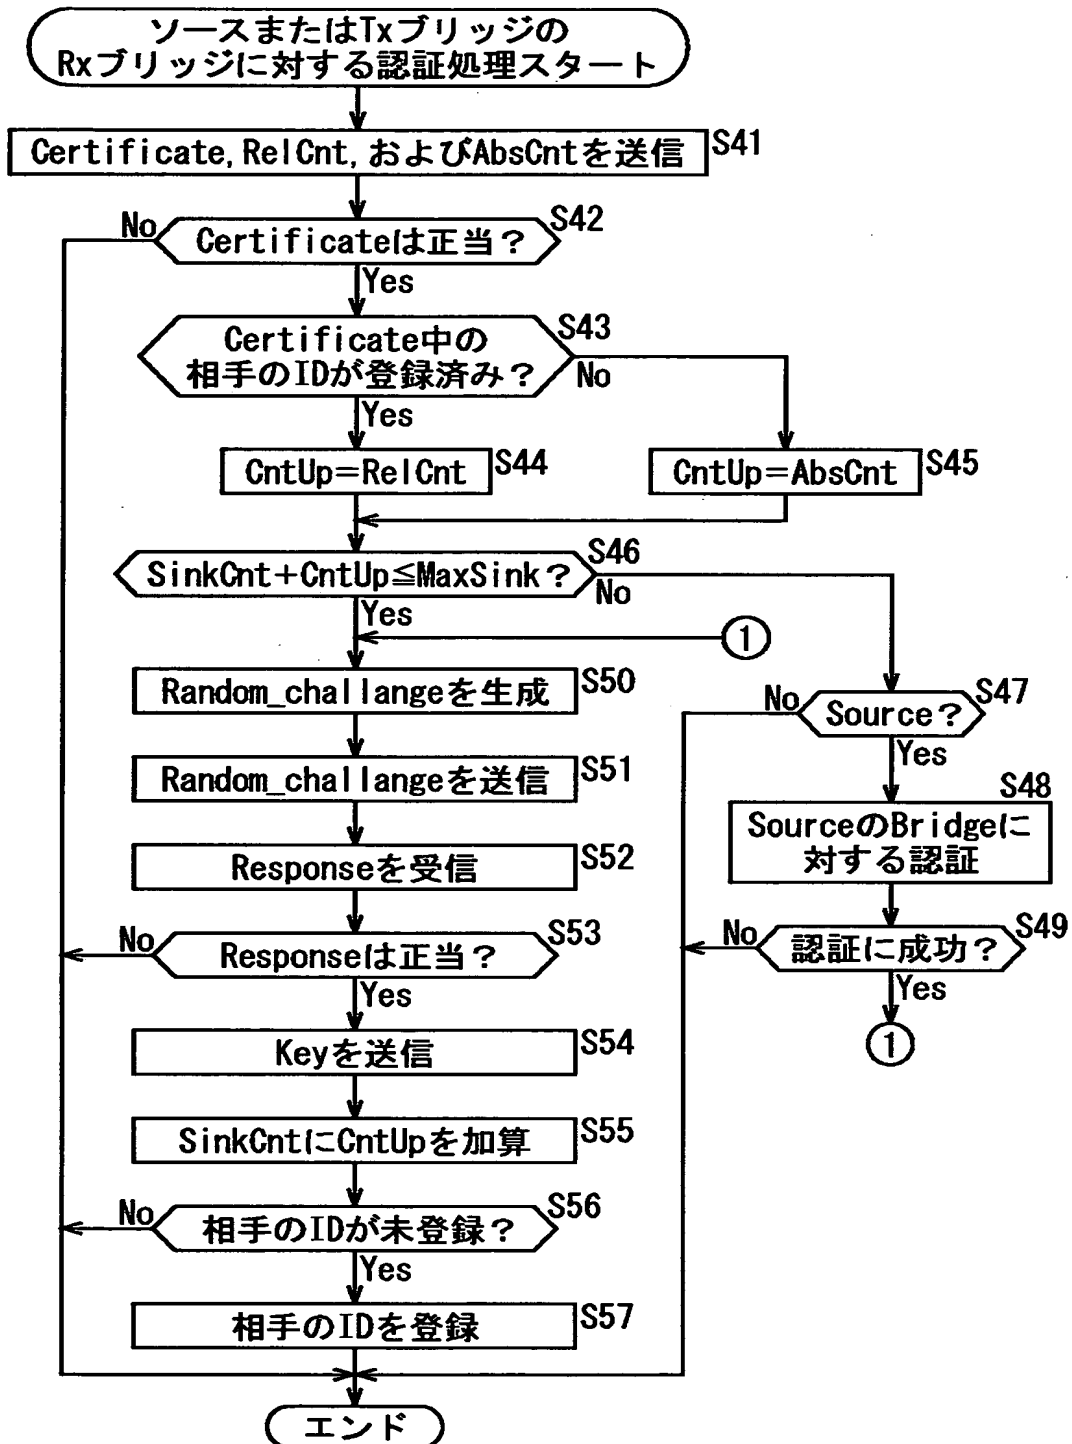 ソースまたはTxブリッジの
Rxブリッジに対する認証処理スタート
Certificate,RelCnt,およびAbsCntを送信
S41
Certificateは正当？
S42
No
Yes
Certificate中の
相手のIDが登録済み？
S43
No
Yes
CntUp=RelCnt
S44
CntUp=AbsCnt
S45
SinkCnt+CntUp≦MaxSink？
S46
No
Yes
1
Random_challangeを生成
S50
No
Source？
S47
Yes
Random_challangeを送信
S51
S48
SourceのBridgeに
対する認証
Responseを受信
S52
No
Responseは正当？
S53
Yes
No
認証に成功？
S49
Yes
1
Keyを送信
S54
SinkCntにCntUpを加算
S55
No
相手のIDが未登録？
S56
Yes
相手のIDを登録
S57
エンド